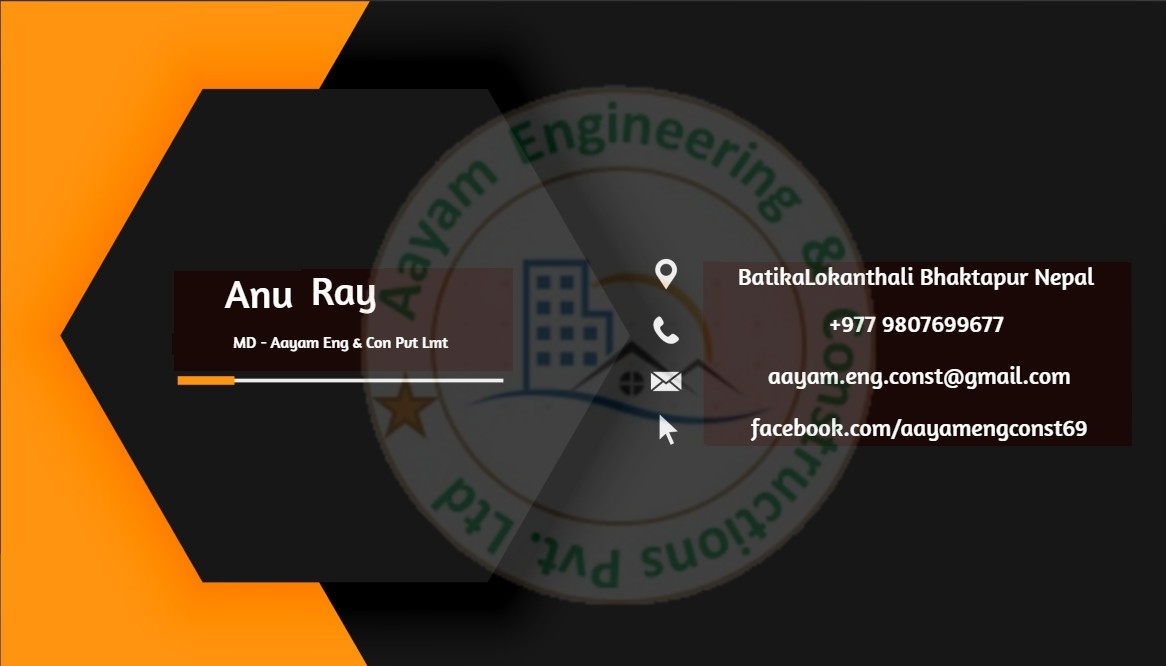 Aayam Engineering & Constructions Pvt. Ltd
Anu Ray
MD - Aayam Eng & Con Pvt Lmt
BatikaLokanthali Bhaktapur Nepal
+977 9807699677
aayam.eng.const@gmail.com
facebook.com/aayamengconst69